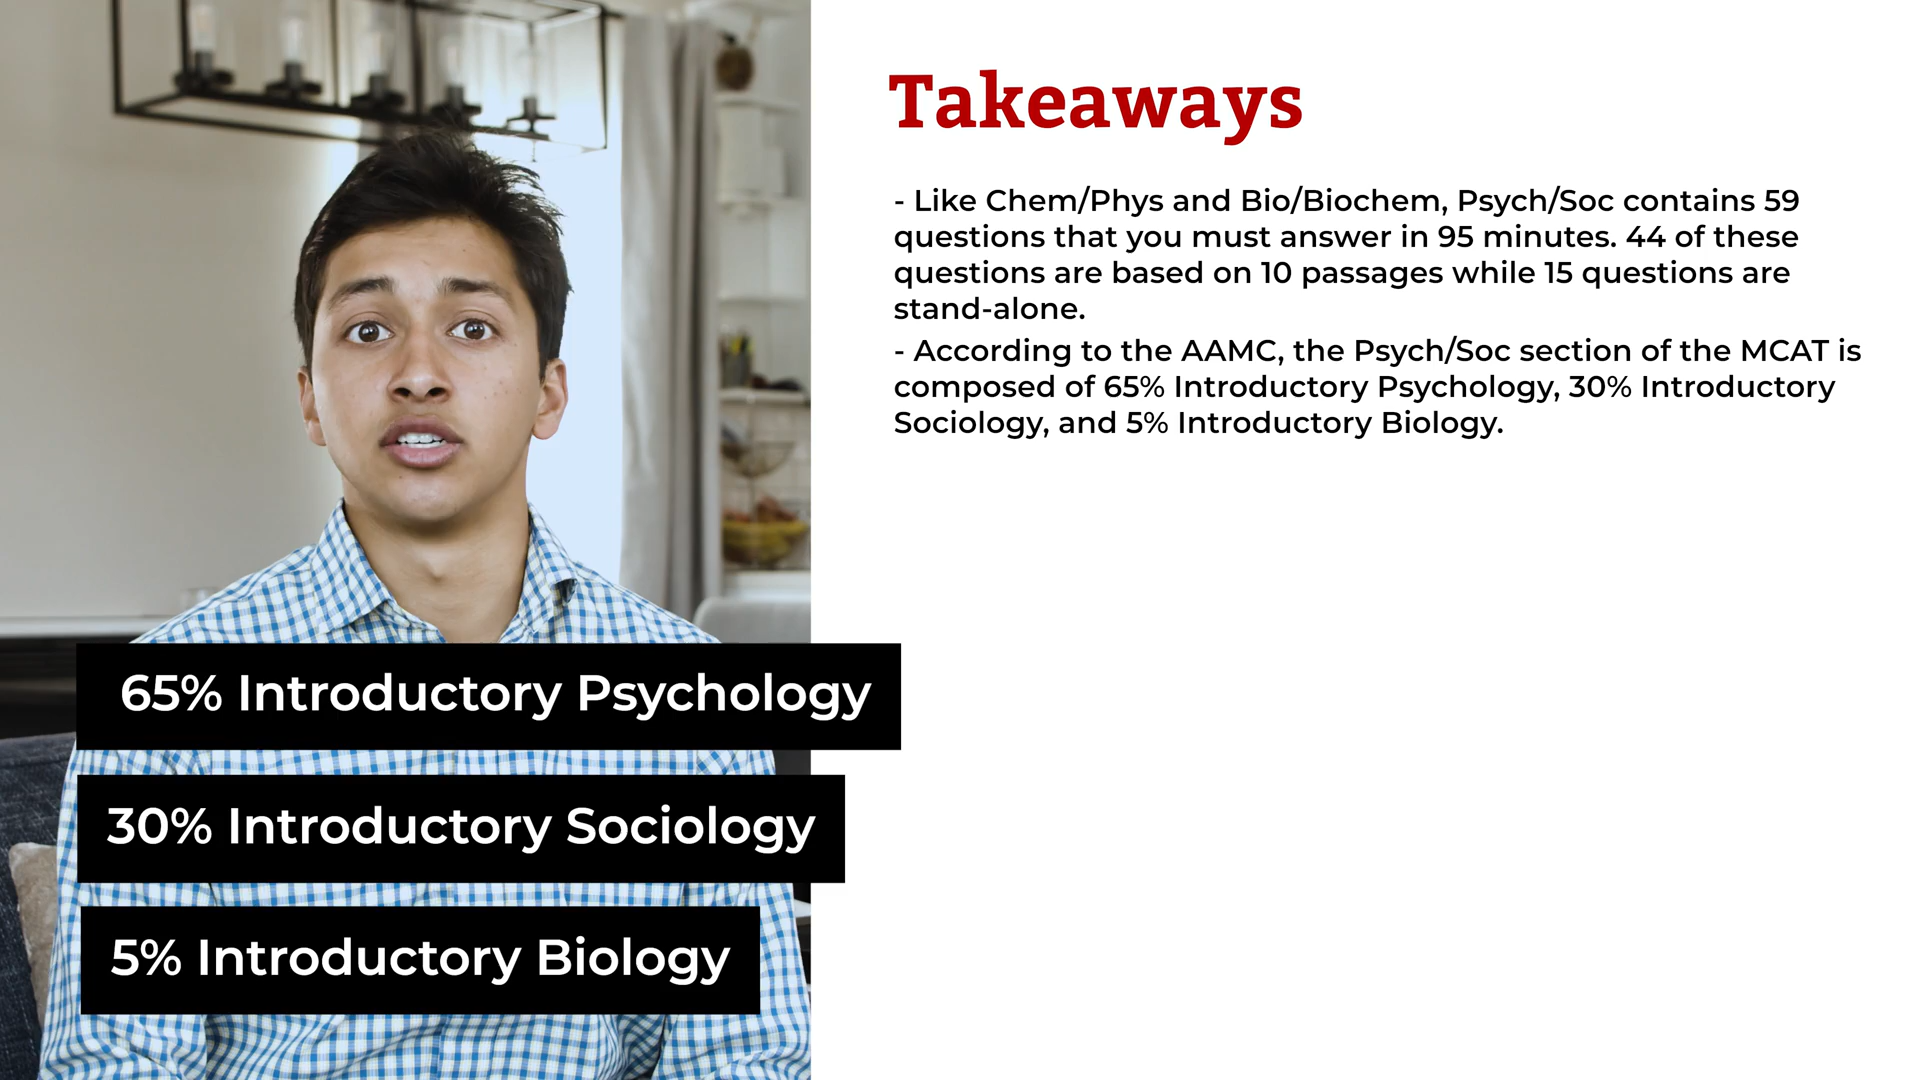 Takeaways
- Like Chem/Phys and Bio/Biochem, Psych/Soc contains 59
questions that you must answer in 95 minutes. 44 of these
questions are based on 10 passages while 15 questions are
stand-alone.
- According to the AAMC, the Psych/Soc section of the MCAT is
composed of 65% Introductory Psychology, 30% Introductory
Sociology, and 5% Introductory Biology.
65% Introductory Psychology
30% Introductory Sociology
5% Introductory Biology